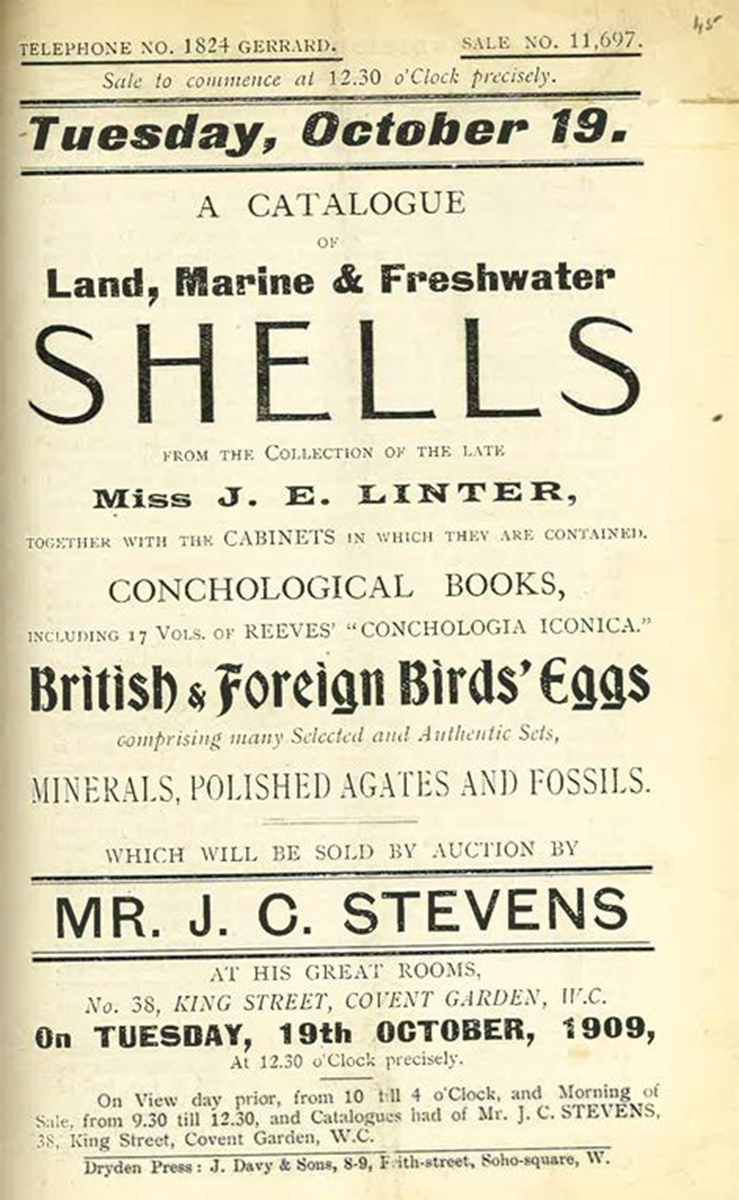 45
TELEPHONE NO. 1824 GERRARD. SALE NO. 11,697.
Sale to commence at 12.30 o'Clock precisely.
Tuesday, October 19.
A CATALOGUE
OF
Land, Marine & Freshwater
SHELLS
FROM THE COLLECTION OF THE LATE
Miss J. E. LINTER,
TOGETHER WITH THE CABINETS IN WHICH THEY ARE CONTAINED.
CONCHOLOGICAL BOOKS,
INCLUDING 17 VOLS. OF REEVES' "CONCHOLOGIA ICONICA."
British & Foreign Birds' Eggs
comprising many Selected and Authentic Sets,
MINERALS, POLISHED AGATES AND FOSSILS.
WHICH WILL BE SOLD BY AUCTION BY
MR. J. C. STEVENS
AT HIS GREAT ROOMS,
No. 38, KING STREET, COVENT GARDEN, W.C.
On TUESDAY, 19th OCTOBER, 1909,
At 12.30 o'Clock precisely.
On View day prior, from 10 till 4 o'Clock, and Morning of
Sale, from 9.30 till 12.30, and Catalogues had of Mr. J. C. STEVENS,
38, King Street, Covent Garden, W.C.
Dryden Press: J. Davy & Sons, 8-9, Frith-street, Soho-square, W.